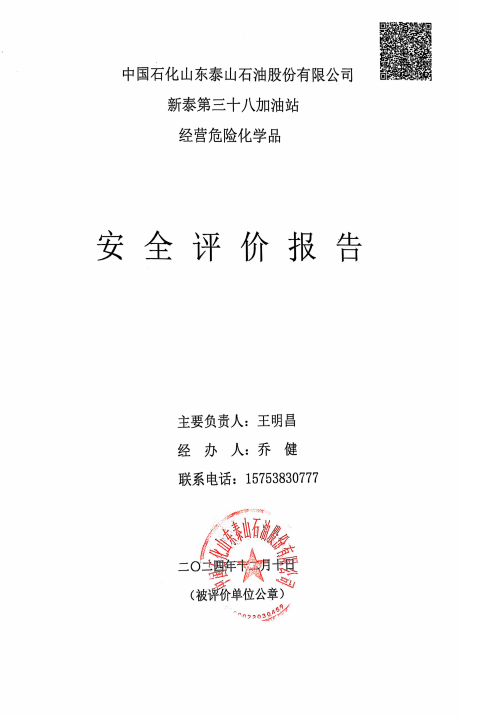 中国石化山东泰山石油股份有限公司
新泰第三十八加油站
经营危险化学品
安全评价报告
主要负责人：王明昌
经 办 人：乔 健
联系电话：15753830777
二〇二四年十二月十日
（被评价单位公章）